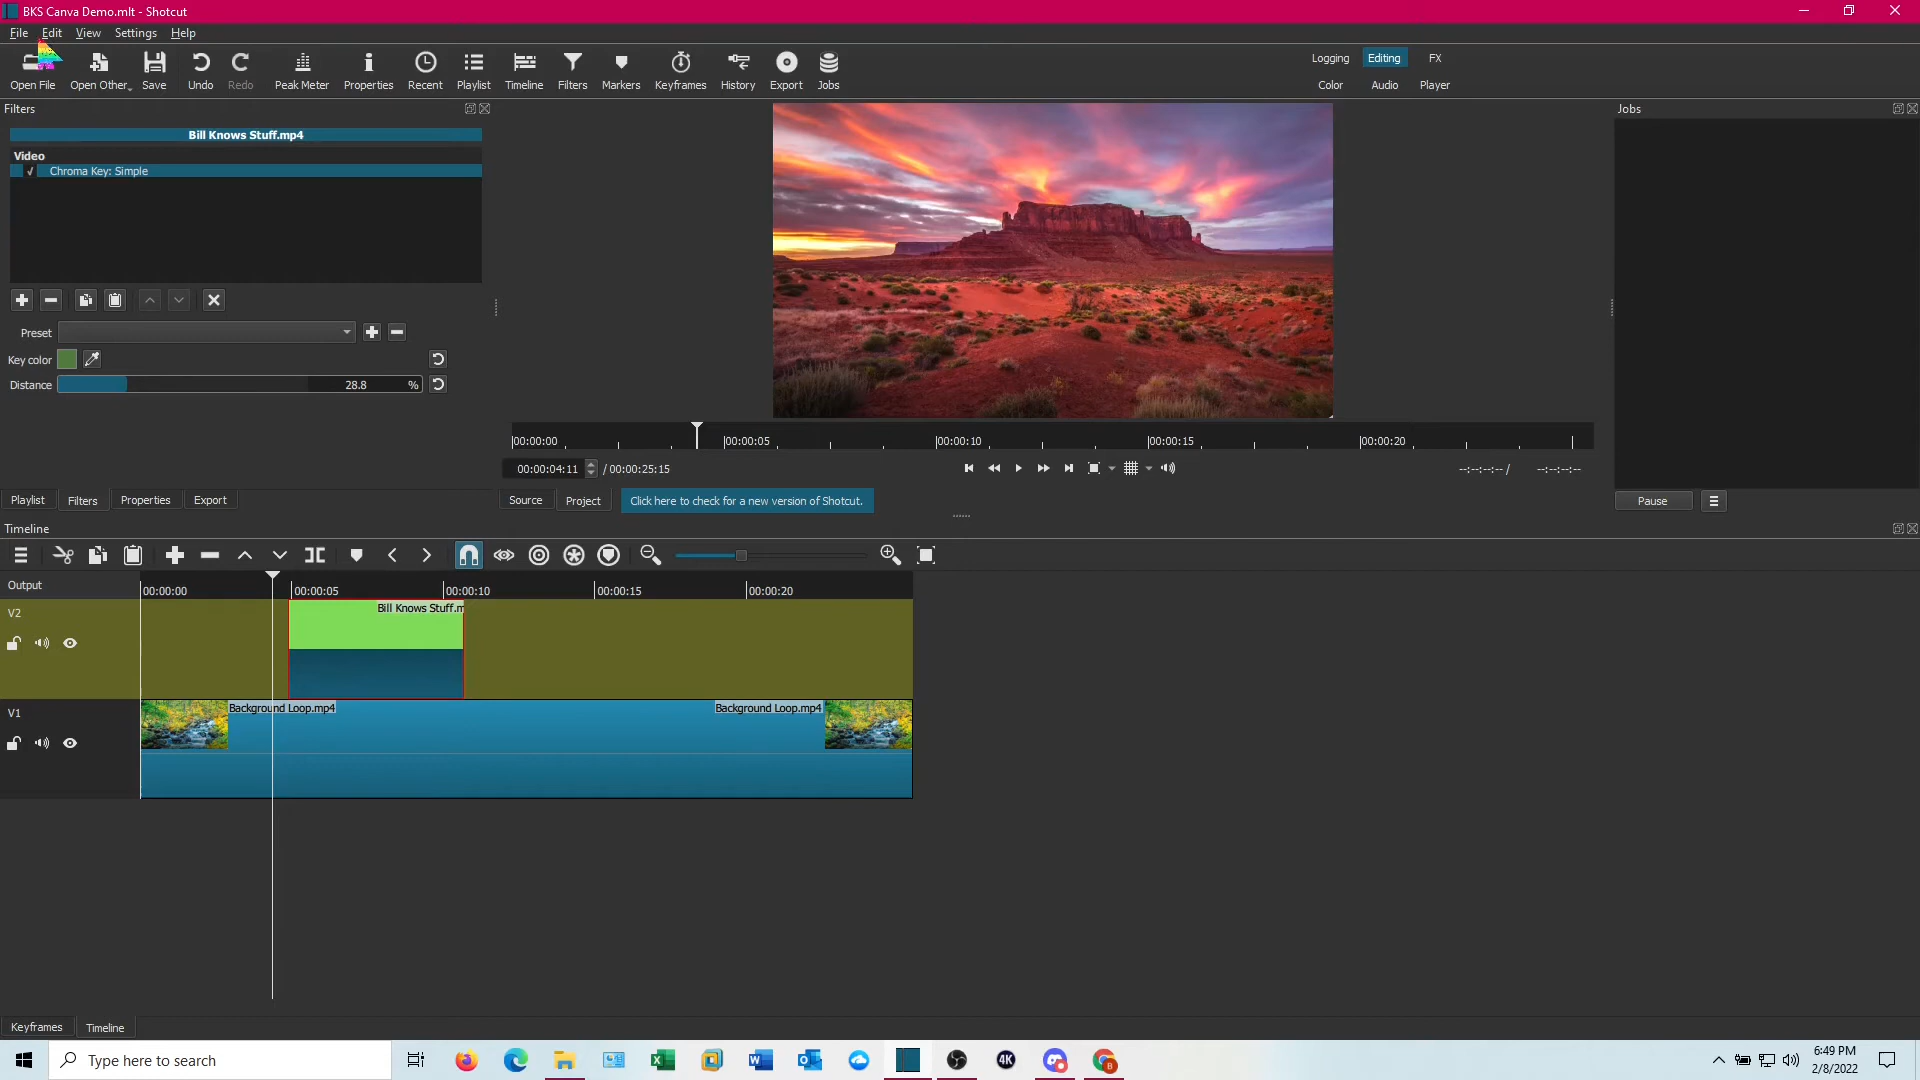 BKS Canva Demo.mlt - Shotcut
File Edit View Settings Help
Open File Open Other Save Undo Redo Peak Meter Properties Recent Playlist Timeline Filters Markers Keyframes History Export Jobs
Logging Editing FX
Color Audio Player
Filters
Bill Knows Stuff.mp4
Video
Chroma Key: Simple
Preset
Key color
Distance 28.8 %
Playlist Filters Properties Export
00:00:00 00:00:05 00:00:10 00:00:15 00:00:20
00:00:04:11 / 00:00:25:15
--:--:--:-- / --:--:--:--
Source Project Click here to check for a new version of Shotcut.
Jobs
Pause
Timeline
Output
00:00:00 00:00:05 00:00:10 00:00:15 00:00:20
V2
Bill Knows Stuff.m
V1
Background Loop.mp4 Background Loop.mp4
Keyframes Timeline
Type here to search
4K
6:49 PM
2/8/2022